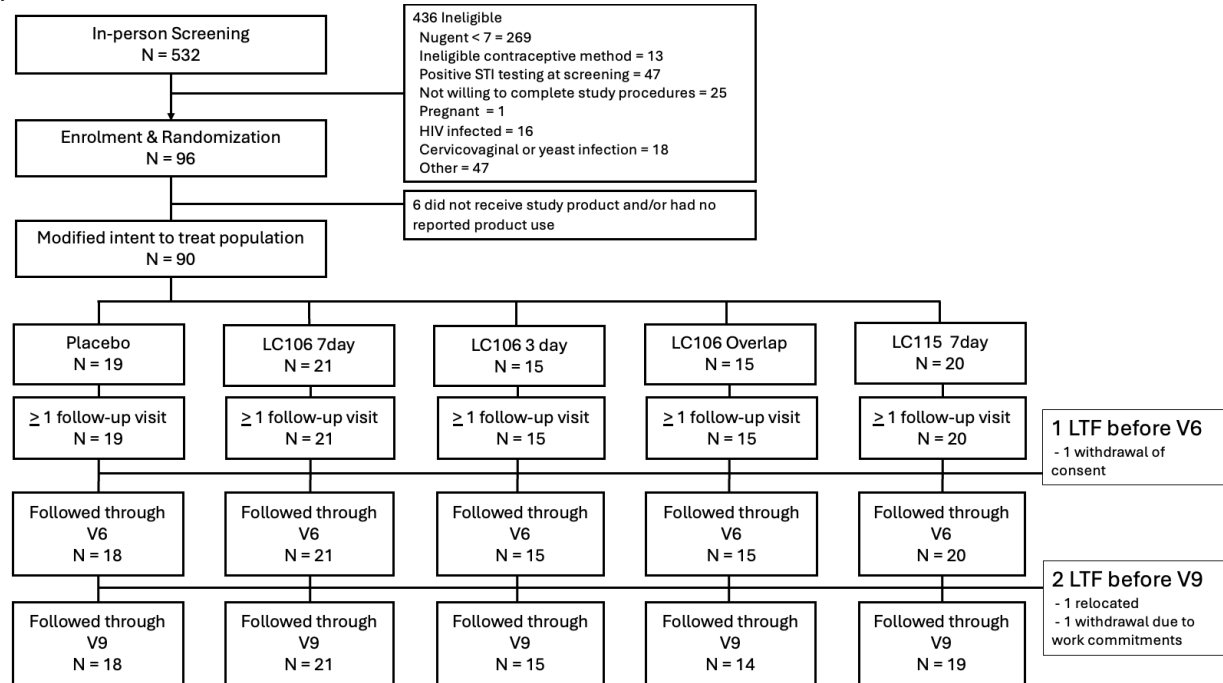 In-person Screening
N = 532
436 Ineligible
Nugent < 7 = 269
Ineligible contraceptive method = 13
Positive STI testing at screening = 47
Not willing to complete study procedures = 25
Pregnant = 1
HIV infected = 16
Cervicovaginal or yeast infection = 18
Other = 47
Enrolment & Randomization
N = 96
6 did not receive study product and/or had no
reported product use
Modified intent to treat population
N = 90
Placebo
N = 19
LC106 7day
N = 21
LC106 3 day
N = 15
LC106 Overlap
N = 15
LC115 7day
N = 20
≥ 1 follow-up visit
N = 19
≥ 1 follow-up visit
N = 21
≥ 1 follow-up visit
N = 15
≥ 1 follow-up visit
N = 15
≥ 1 follow-up visit
N = 20
1 LTF before V6
- 1 withdrawal of
consent
Followed through
V6
N = 18
Followed through
V6
N = 21
Followed through
V6
N = 15
Followed through
V6
N = 15
Followed through
V6
N = 20
2 LTF before V9
- 1 relocated
- 1 withdrawal due to
work commitments
Followed through
V9
N = 18
Followed through
V9
N = 21
Followed through
V9
N = 15
Followed through
V9
N = 14
Followed through
V9
N = 19